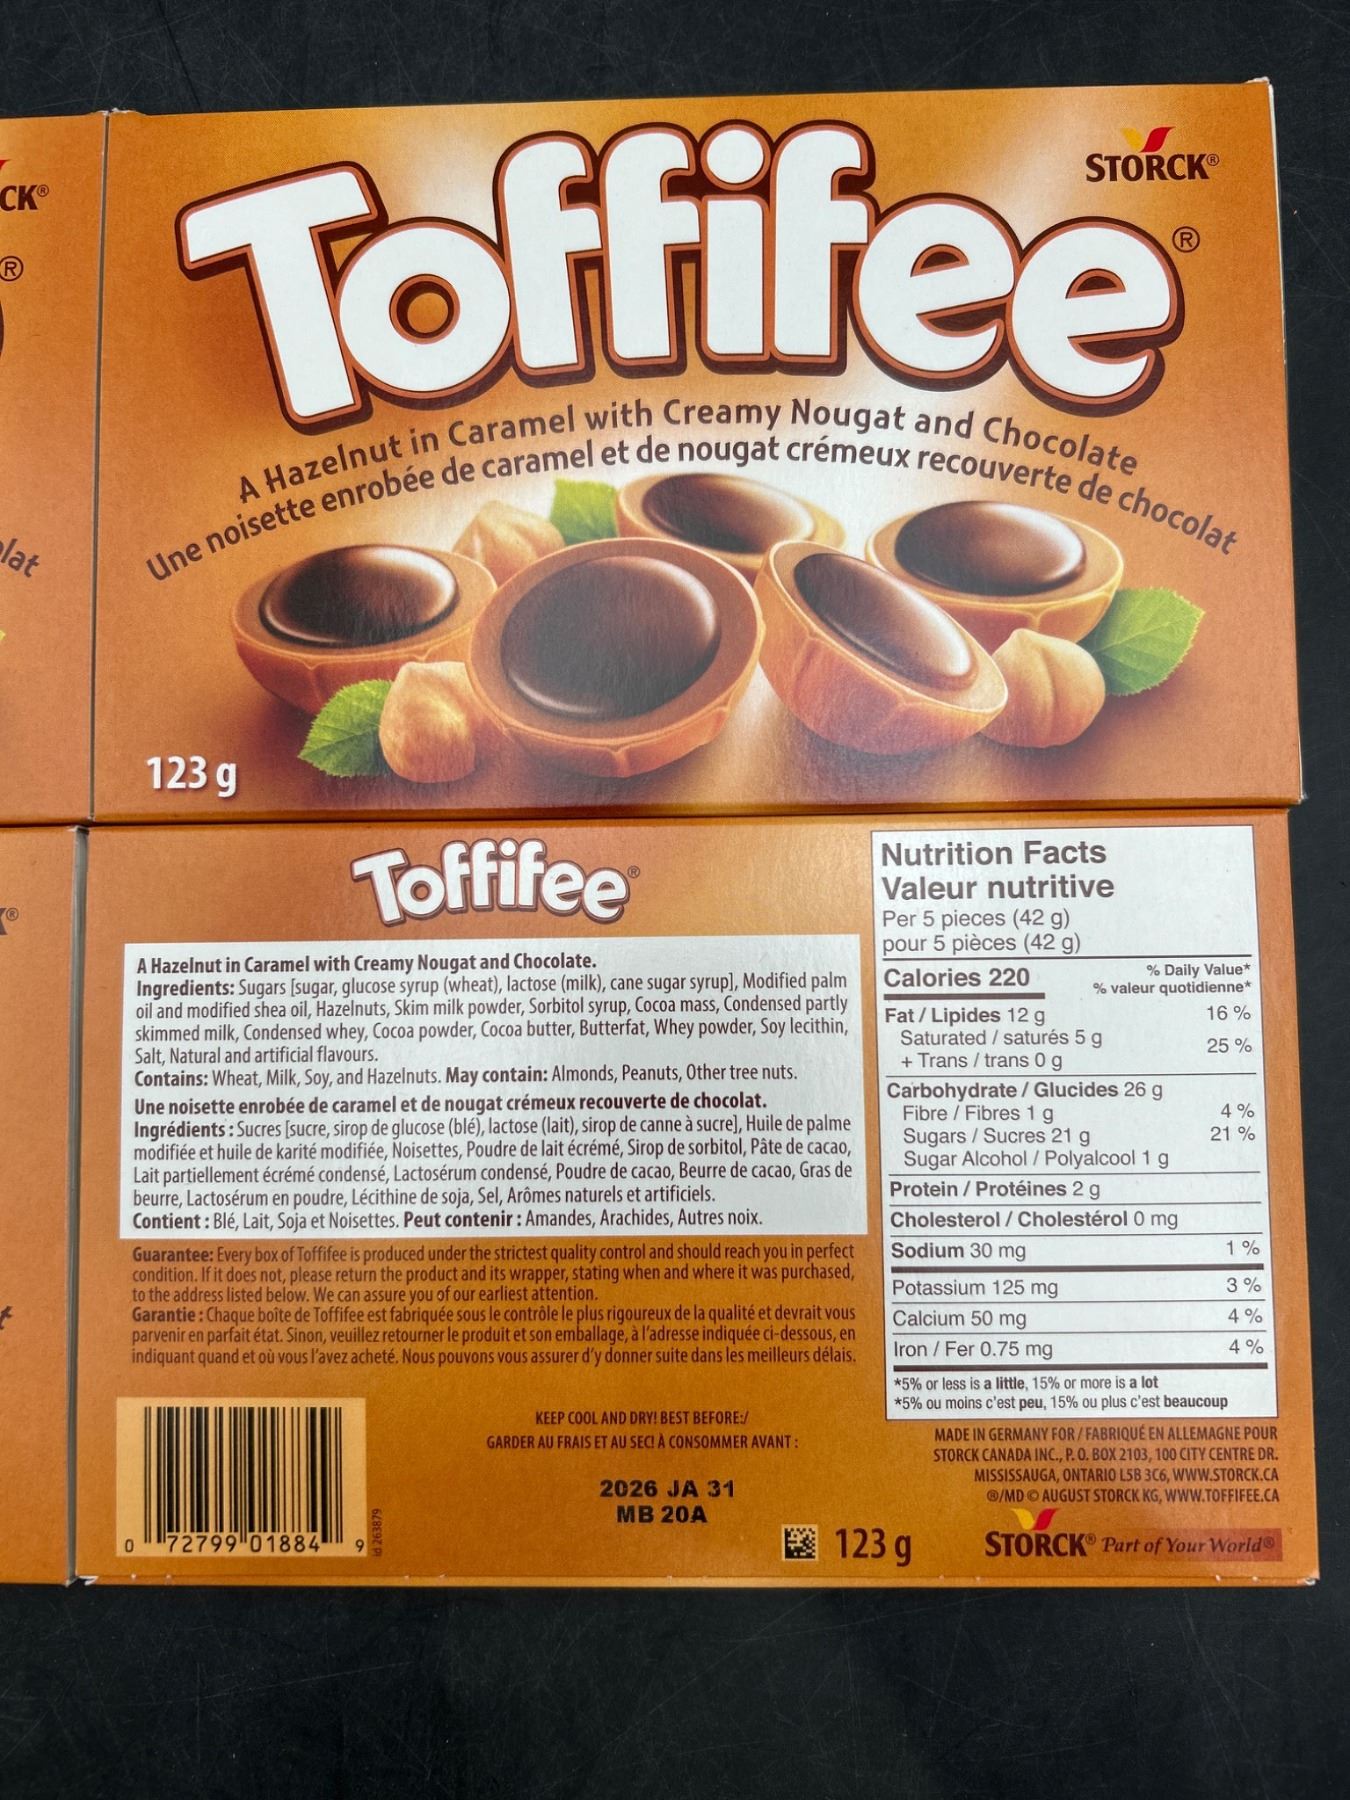 STORCK®
Toffifee®
A Hazelnut in Caramel with Creamy Nougat and Chocolate
Une noisette enrobée de caramel et de nougat crémeux recouverte de chocolat
123 g
CK®
®
lat
Toffifee®
A Hazelnut in Caramel with Creamy Nougat and Chocolate.
Ingredients: Sugars [sugar, glucose syrup (wheat), lactose (milk), cane sugar syrup], Modified palm
oil and modified shea oil, Hazelnuts, Skim milk powder, Sorbitol syrup, Cocoa mass, Condensed partly
skimmed milk, Condensed whey, Cocoa powder, Cocoa butter, Butterfat, Whey powder, Soy lecithin,
Salt, Natural and artificial flavours.
Contains: Wheat, Milk, Soy, and Hazelnuts. May contain: Almonds, Peanuts, Other tree nuts.
Une noisette enrobée de caramel et de nougat crémeux recouverte de chocolat.
Ingrédients : Sucres [sucre, sirop de glucose (blé), lactose (lait), sirop de canne à sucre], Huile de palme
modifiée et huile de karité modifiée, Noisettes, Poudre de lait écrémé, Sirop de sorbitol, Pâte de cacao,
Lait partiellement écrémé condensé, Lactosérum condensé, Poudre de cacao, Beurre de cacao, Gras de
beurre, Lactosérum en poudre, Lécithine de soja, Sel, Arômes naturels et artificiels.
Contient : Blé, Lait, Soja et Noisettes. Peut contenir : Amandes, Arachides, Autres noix.
Guarantee: Every box of Toffifee is produced under the strictest quality control and should reach you in perfect
condition. If it does not, please return the product and its wrapper, stating when and where it was purchased,
to the address listed below. We can assure you of our earliest attention.
Garantie : Chaque boîte de Toffifee est fabriquée sous le contrôle le plus rigoureux de la qualité et devrait vous
parvenir en parfait état. Sinon, veuillez retourner le produit et son emballage, à l'adresse indiquée ci-dessous, en
indiquant quand et où vous l'avez acheté. Nous pouvons vous assurer d'y donner suite dans les meilleurs délais.
KEEP COOL AND DRY! BEST BEFORE:/
GARDER AU FRAIS ET AU SEC! À CONSOMMER AVANT :
2026 JA 31
MB 20A
0 72799 01884 9
id 263879
123 g
Nutrition Facts
Valeur nutritive
Per 5 pieces (42 g)
pour 5 pièces (42 g)
Calories 220
% Daily Value*
% valeur quotidienne*
Fat / Lipides 12 g 16 %
Saturated / saturés 5 g
+ Trans / trans 0 g 25 %
Carbohydrate / Glucides 26 g
Fibre / Fibres 1 g 4 %
Sugars / Sucres 21 g 21 %
Sugar Alcohol / Polyalcool 1 g
Protein / Protéines 2 g
Cholesterol / Cholestérol 0 mg
Sodium 30 mg 1 %
Potassium 125 mg 3 %
Calcium 50 mg 4 %
Iron / Fer 0.75 mg 4 %
*5% or less is a little, 15% or more is a lot
*5% ou moins c'est peu, 15% ou plus c'est beaucoup
MADE IN GERMANY FOR / FABRIQUÉ EN ALLEMAGNE POUR
STORCK CANADA INC., P. O. BOX 2103, 100 CITY CENTRE DR.
MISSISSAUGA, ONTARIO L5B 3C6, WWW.STORCK.CA
®/MD © AUGUST STORCK KG, WWW.TOFFIFEE.CA
STORCK® Part of Your World®